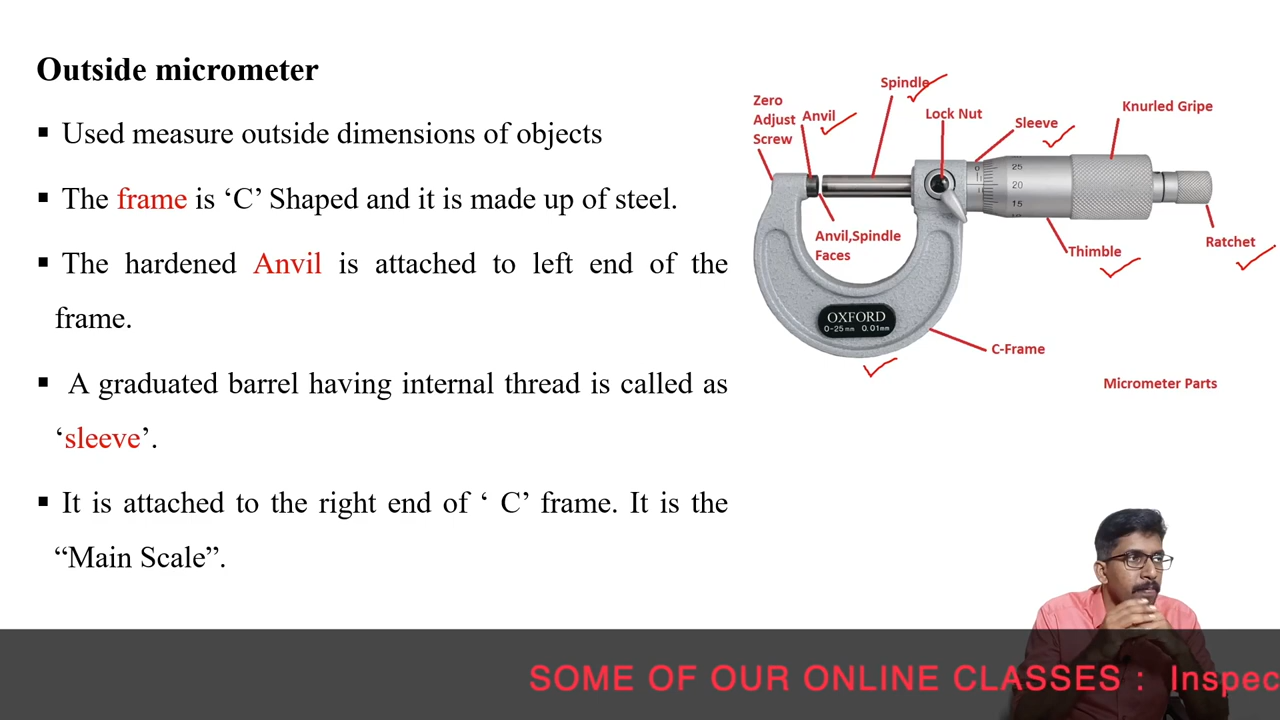 Outside micrometer
▪ Used measure outside dimensions of objects
▪ The frame is ‘C’ Shaped and it is made up of steel.
▪ The hardened Anvil is attached to left end of the
frame.
▪ A graduated barrel having internal thread is called as
‘sleeve’.
▪ It is attached to the right end of ‘ C’ frame. It is the
“Main Scale”.
Spindle
Zero
Adjust
Screw
Anvil
Lock Nut
Sleeve
Knurled Gripe
0
25
20
15
Anvil,Spindle
Faces
Thimble
Ratchet
OXFORD
0-25mm 0.01mm
C-Frame
Micrometer Parts
SOME OF OUR ONLINE CLASSES : Inspec